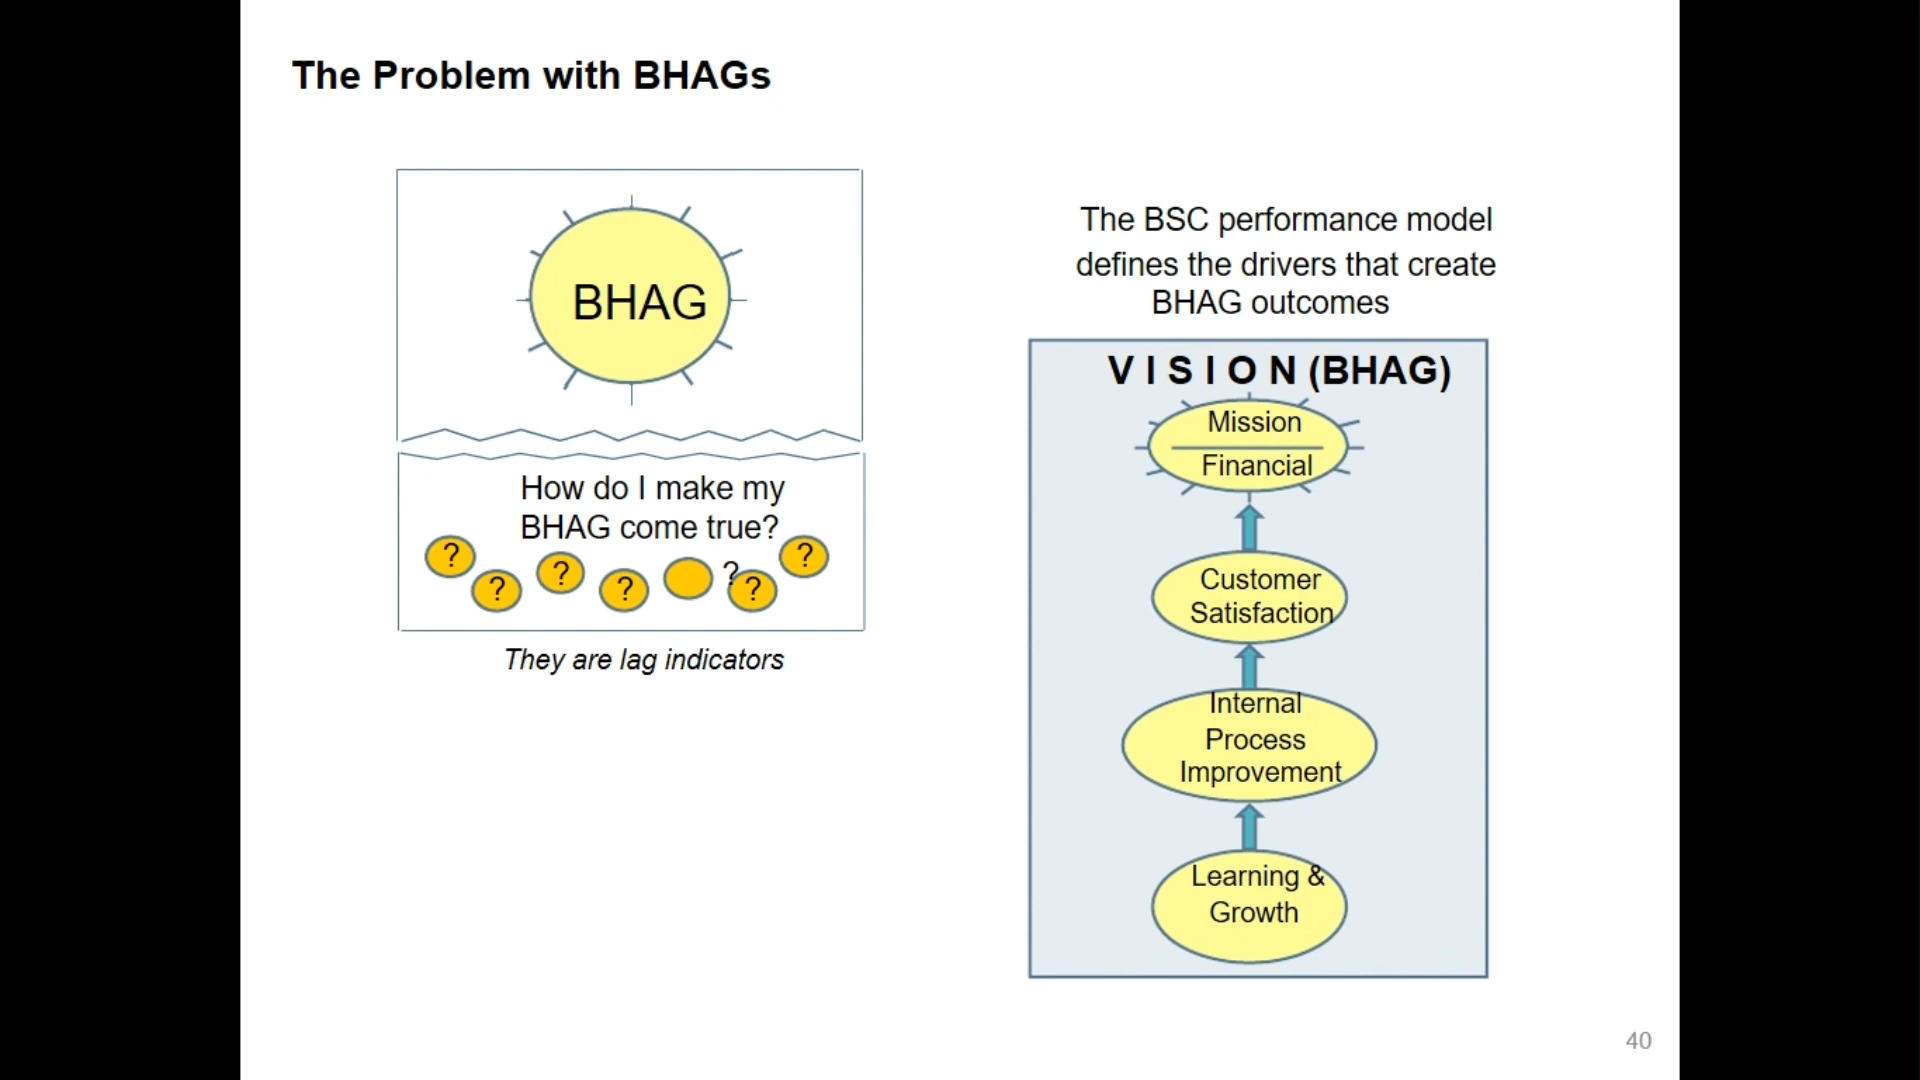 The Problem with BHAGs
BHAG
How do I make my
BHAG come true?
?
?
?
?
?
?
?
They are lag indicators
The BSC performance model
defines the drivers that create
BHAG outcomes
V I S I O N (BHAG)
Mission
Financial
Customer
Satisfaction
Internal
Process
Improvement
Learning &
Growth
40